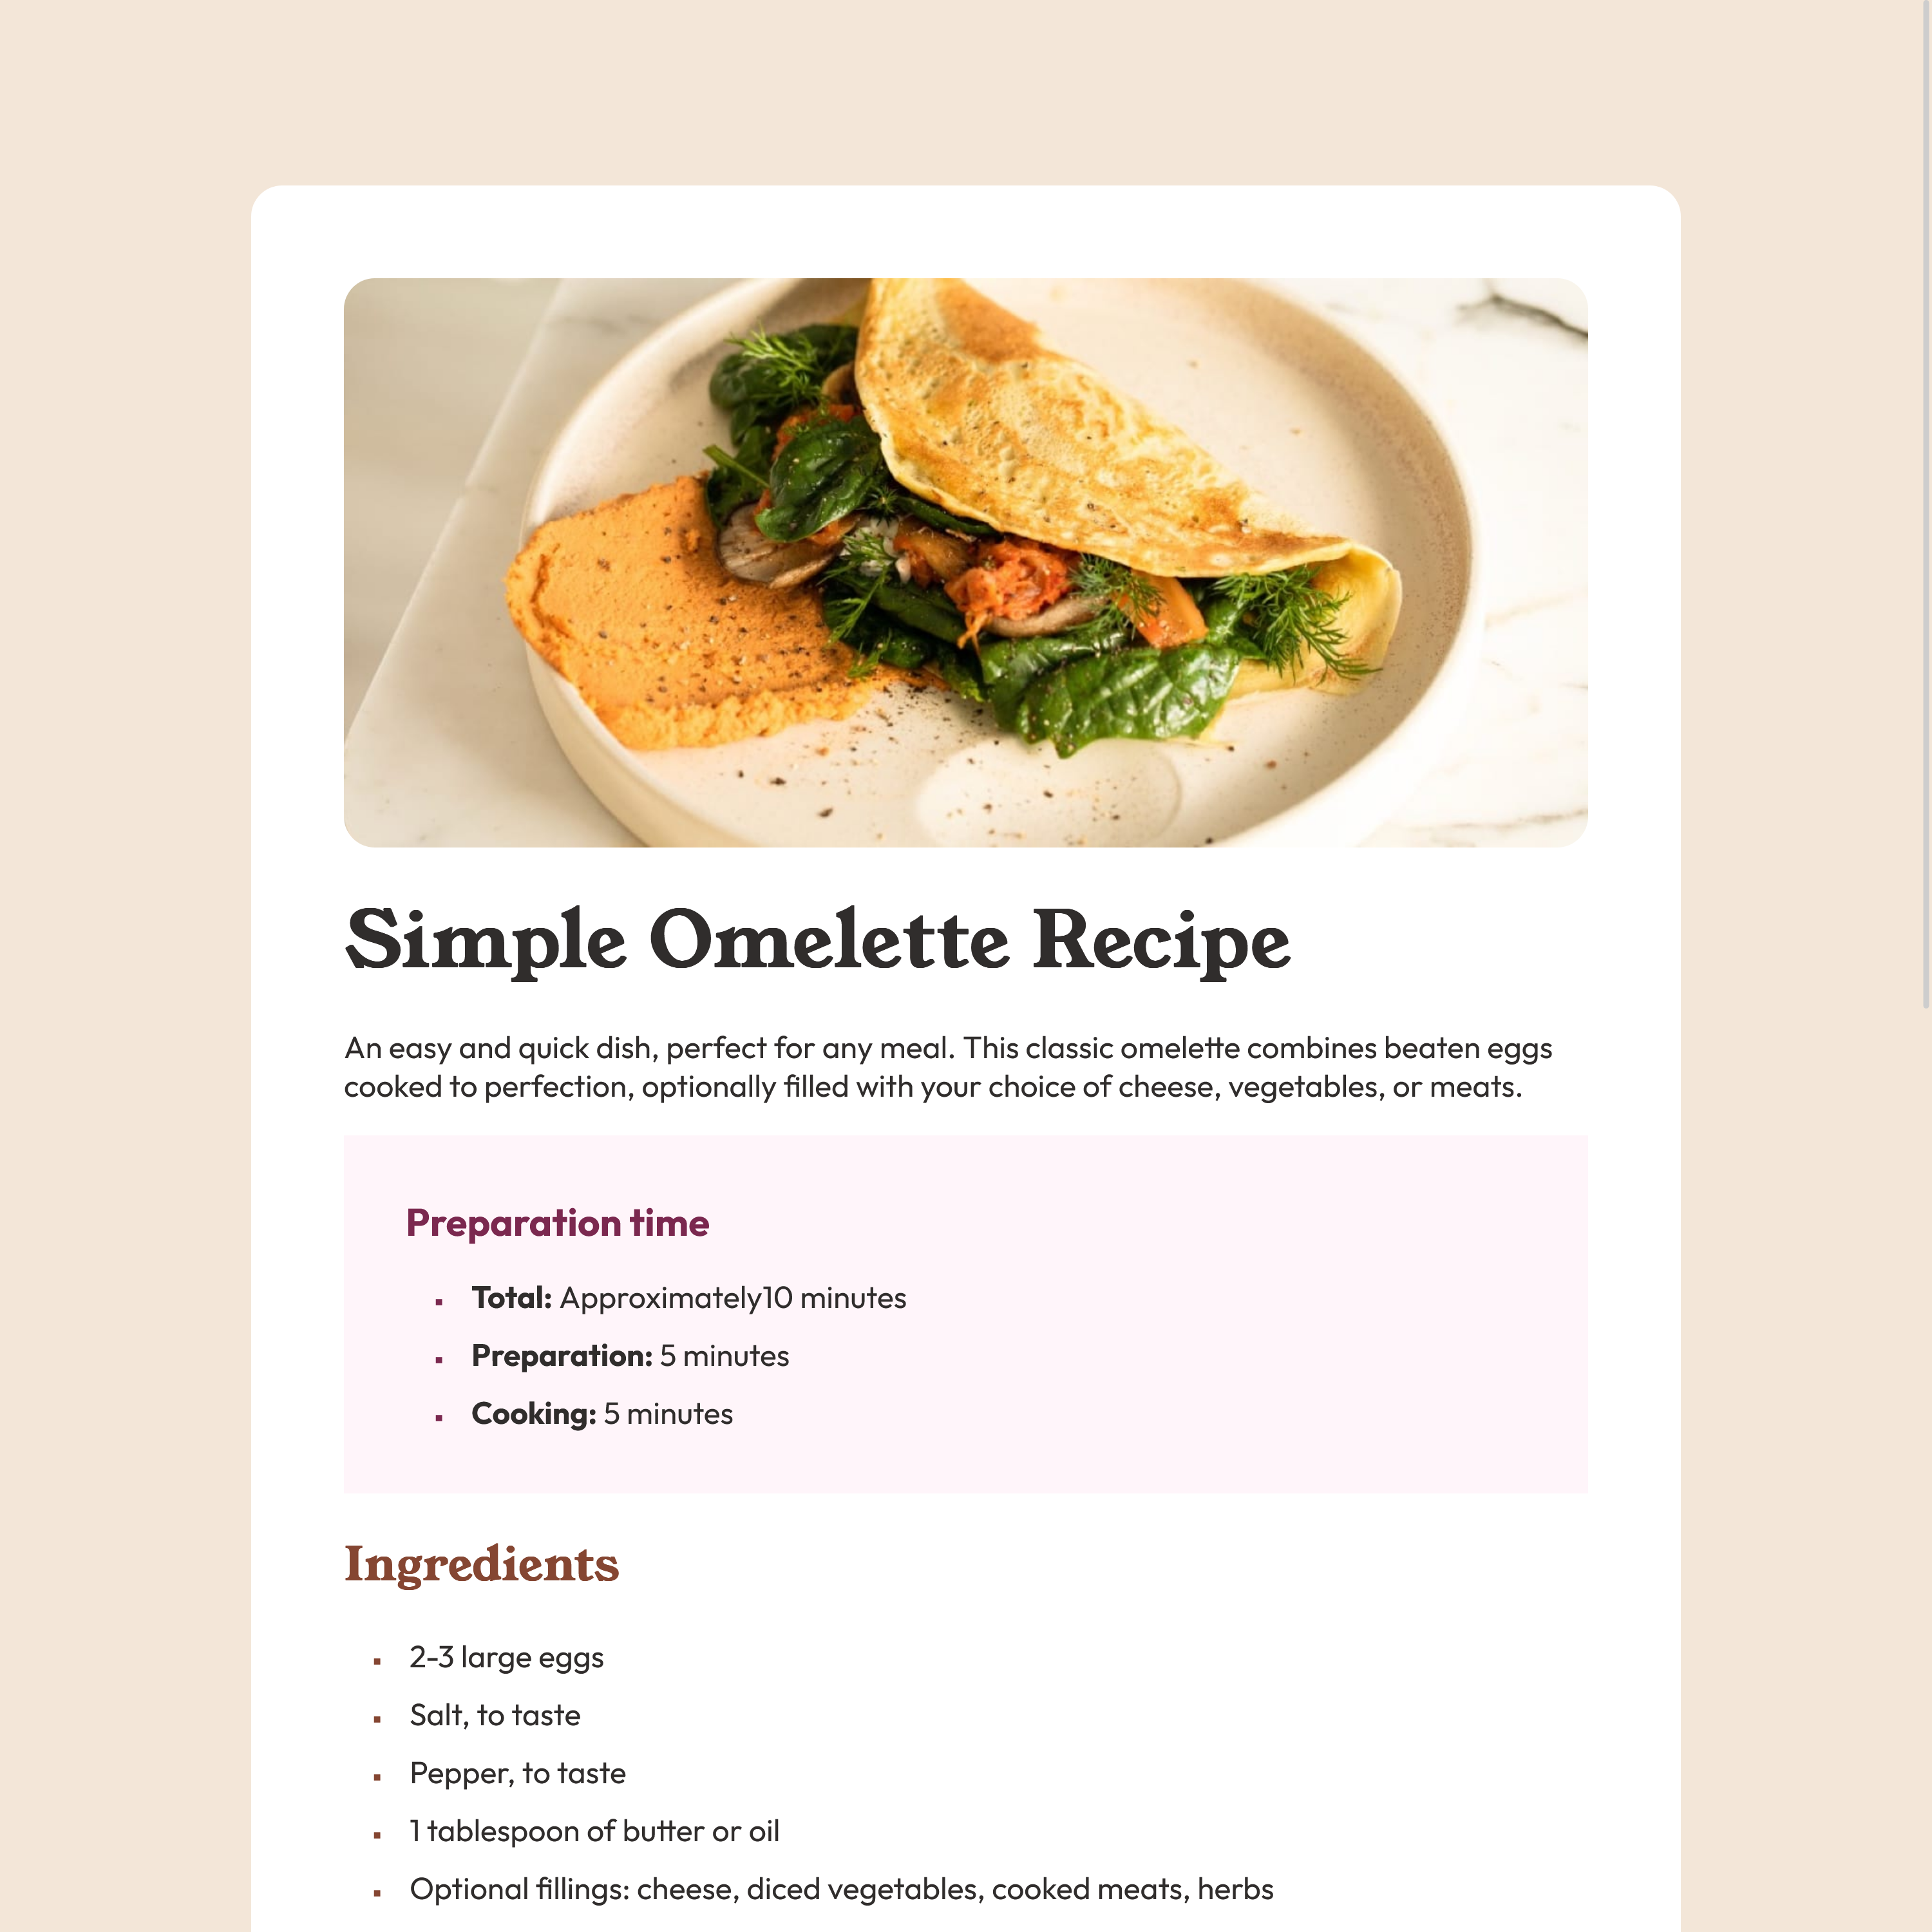 Simple Omelette Recipe
An easy and quick dish, perfect for any meal. This classic omelette combines beaten eggs
cooked to perfection, optionally filled with your choice of cheese, vegetables, or meats.
Preparation time
Total: Approximately10 minutes
Preparation: 5 minutes
Cooking: 5 minutes
Ingredients
2-3 large eggs
Salt, to taste
Pepper, to taste
1 tablespoon of butter or oil
Optional fillings: cheese, diced vegetables, cooked meats, herbs